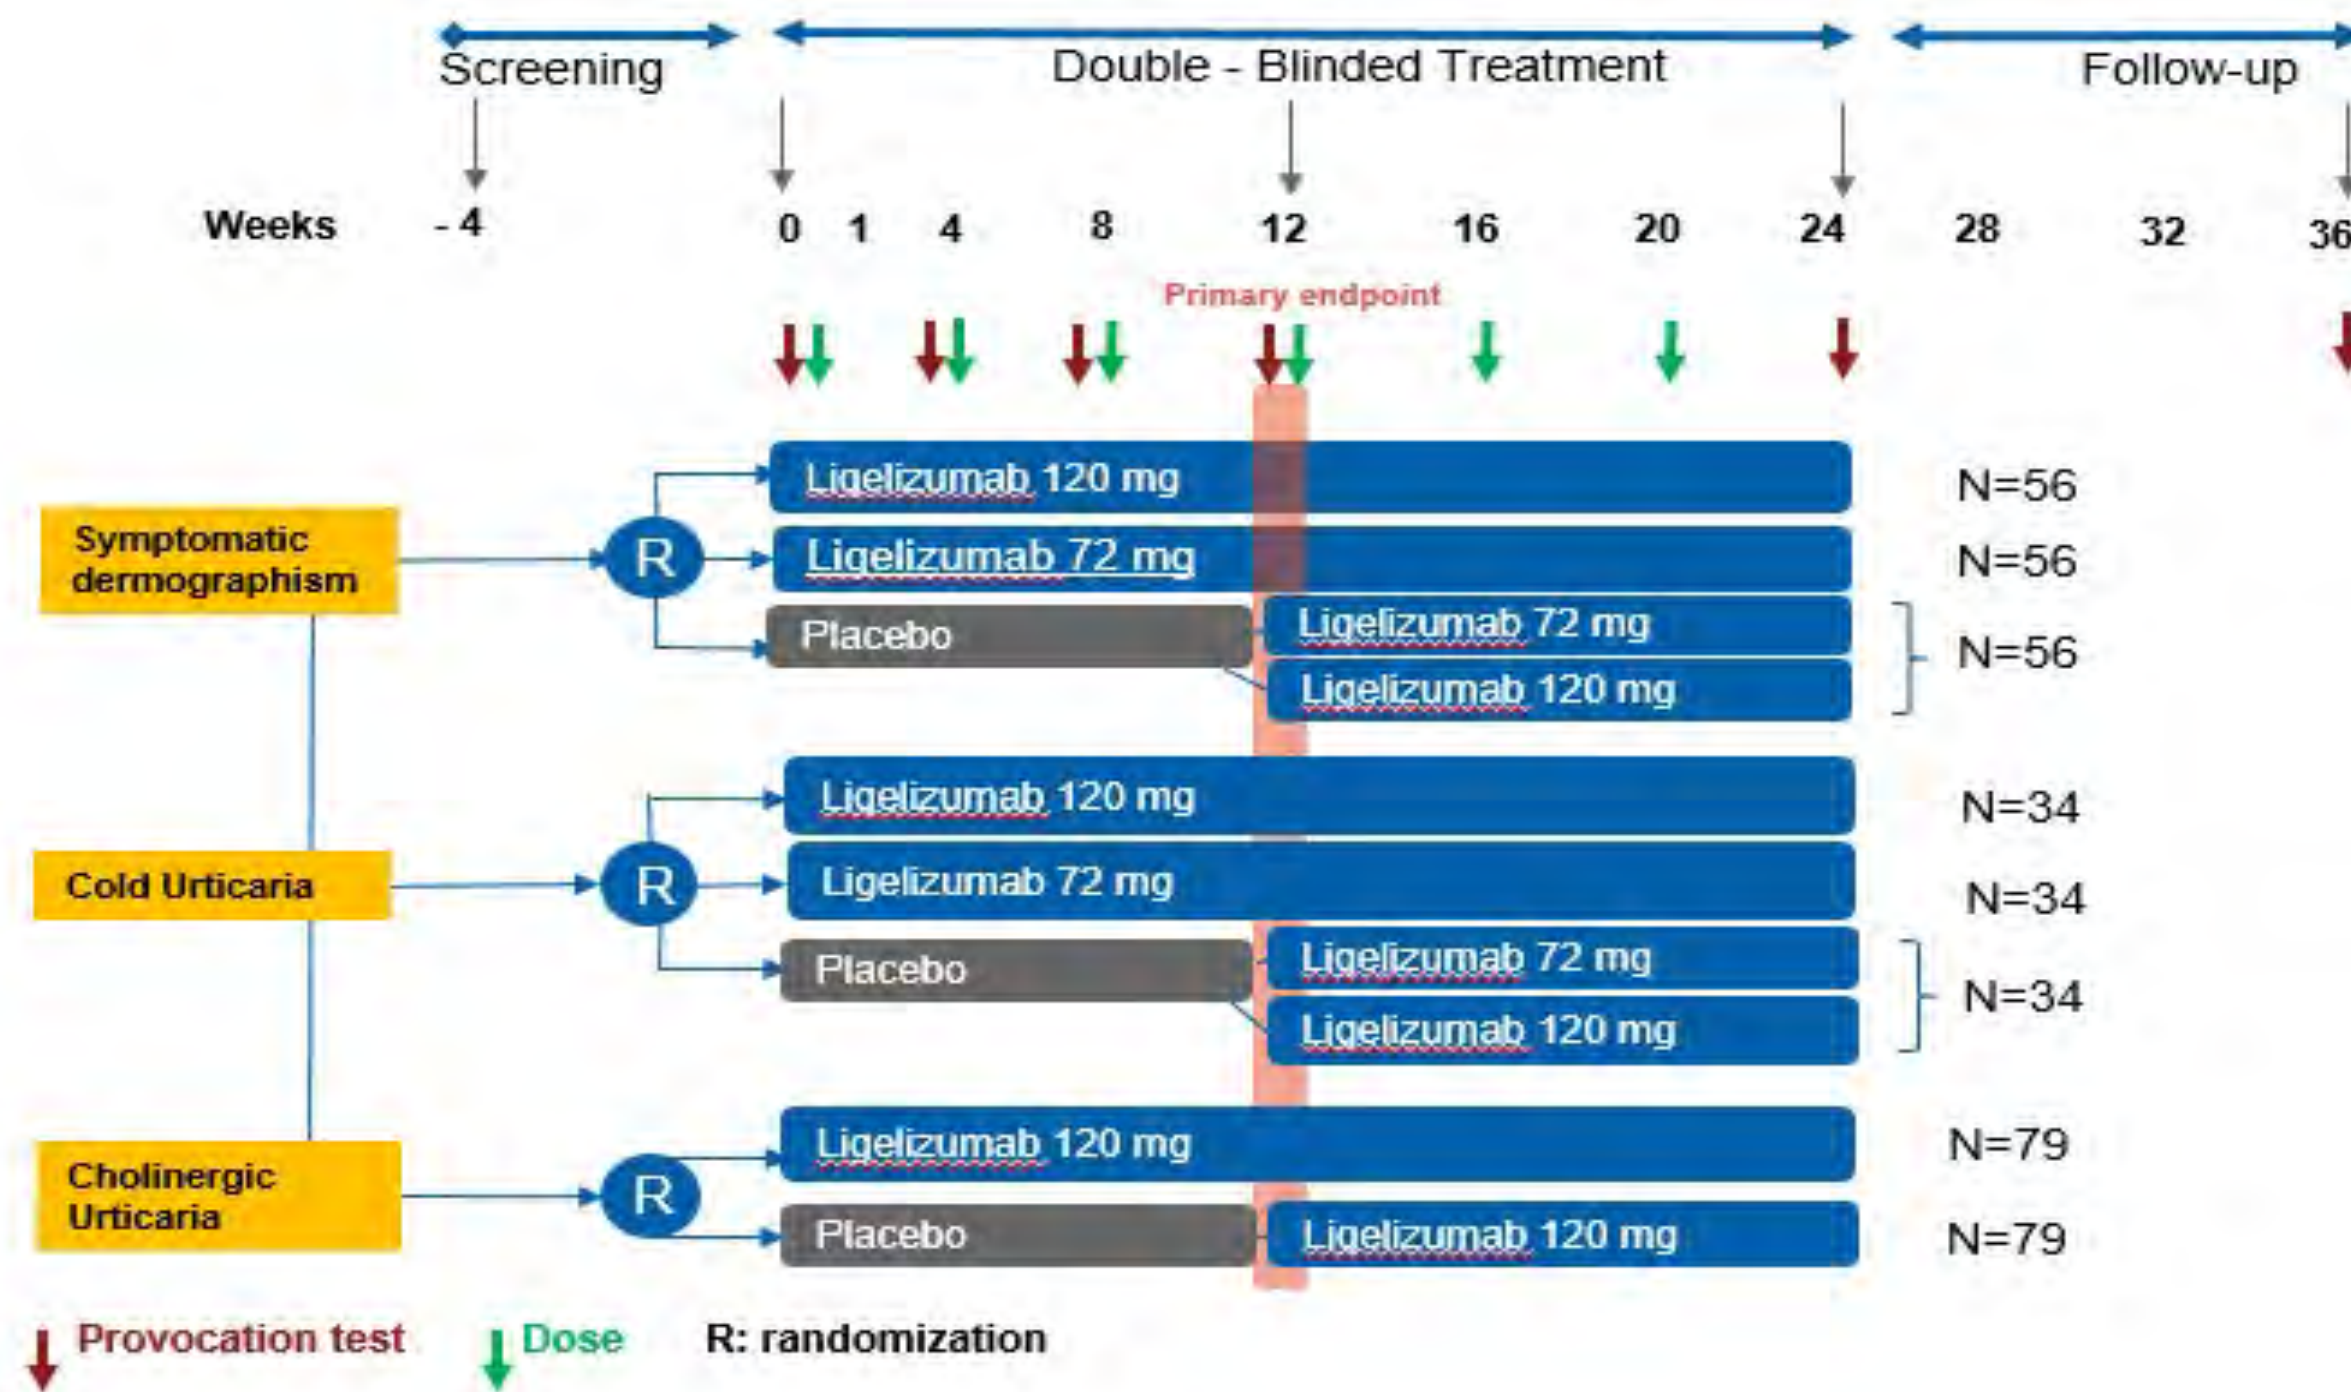 Screening
Double - Blinded Treatment
Follow-up
Weeks - 4 0 1 4 8 12 16 20 24 28 32 36
Primary endpoint
Symptomatic
dermographism
R
Ligelizumab 120 mg
N=56
Ligelizumab 72 mg
N=56
Placebo
Ligelizumab 72 mg
Ligelizumab 120 mg
N=56
Cold Urticaria
R
Ligelizumab 120 mg
N=34
Ligelizumab 72 mg
N=34
Placebo
Ligelizumab 72 mg
Ligelizumab 120 mg
N=34
Cholinergic
Urticaria
R
Ligelizumab 120 mg
N=79
Placebo
Ligelizumab 120 mg
N=79
Provocation test Dose R: randomization